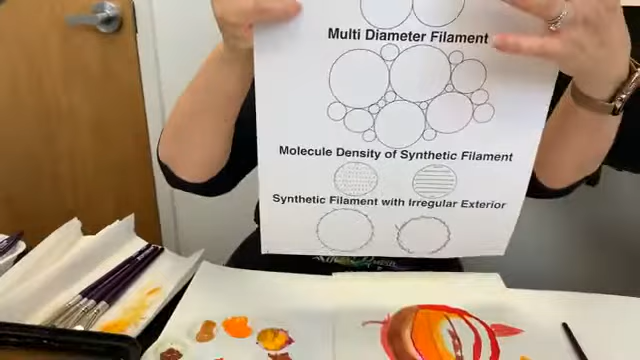 Multi Diameter Filament
Molecule Density of Synthetic Filament
Synthetic Filament with Irregular Exterior